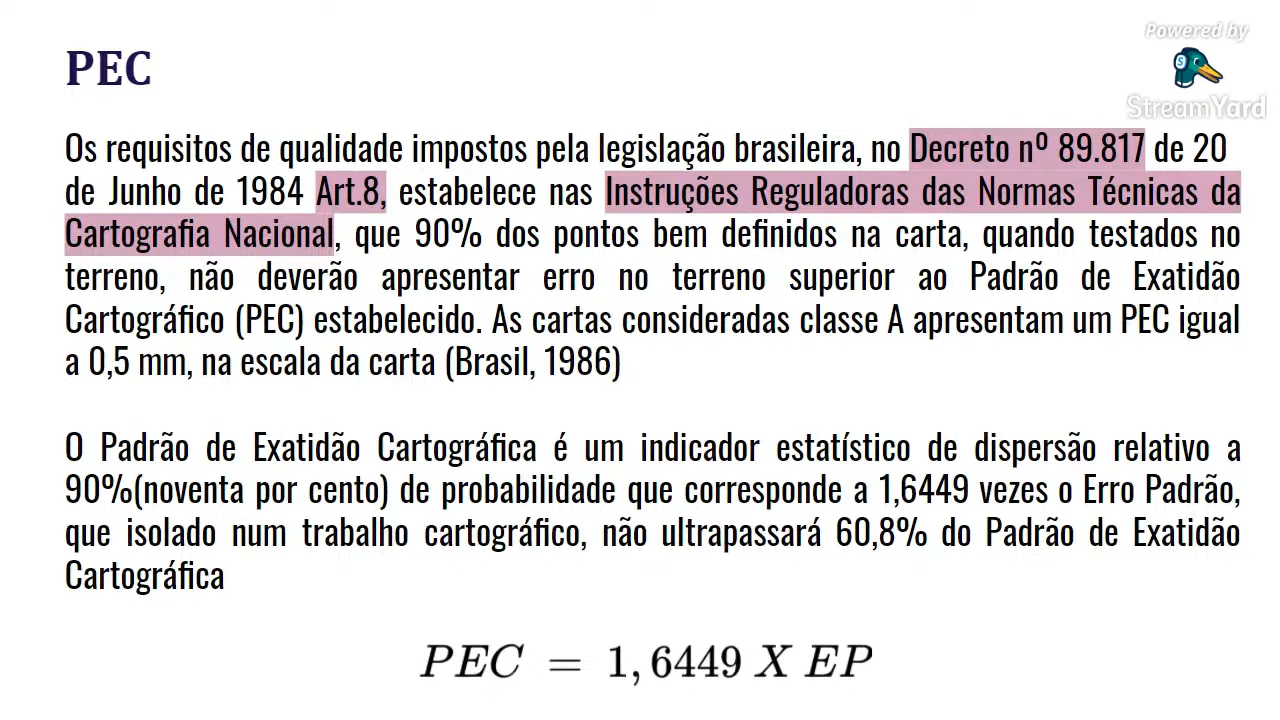 PEC
Powered by
StreamYard
Os requisitos de qualidade impostos pela legislação brasileira, no Decreto nº 89.817 de 20
de Junho de 1984 Art.8, estabelece nas Instruções Reguladoras das Normas Técnicas da
Cartografia Nacional, que 90% dos pontos bem definidos na carta, quando testados no
terreno, não deverão apresentar erro no terreno superior ao Padrão de Exatidão
Cartográfico (PEC) estabelecido. As cartas consideradas classe A apresentam um PEC igual
a 0,5 mm, na escala da carta (Brasil, 1986)
O Padrão de Exatidão Cartográfica é um indicador estatístico de dispersão relativo a
90%(noventa por cento) de probabilidade que corresponde a 1,6449 vezes o Erro Padrão,
que isolado num trabalho cartográfico, não ultrapassará 60,8% do Padrão de Exatidão
Cartográfica
PEC = 1,6449 X EP